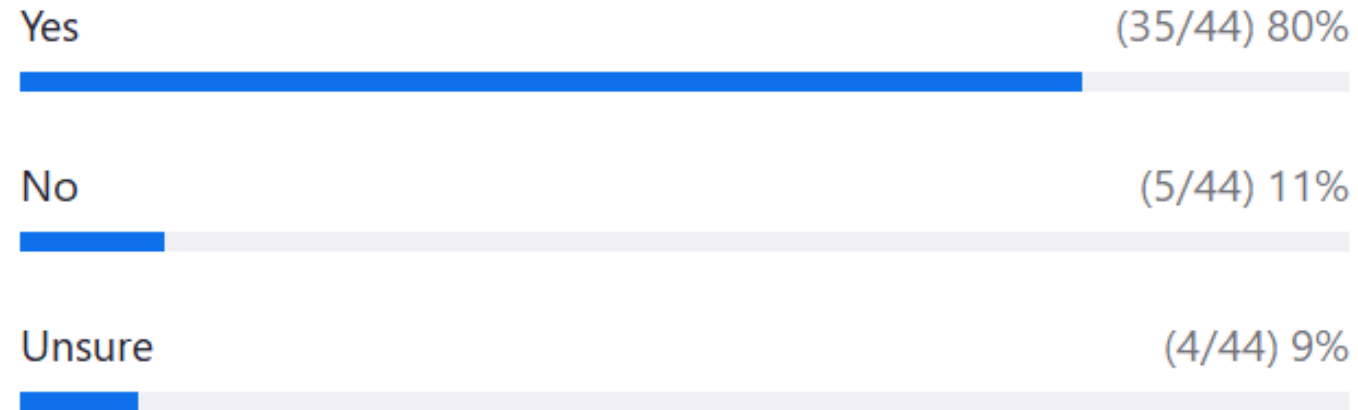 Yes (35/44) 80%
No (5/44) 11%
Unsure (4/44) 9%